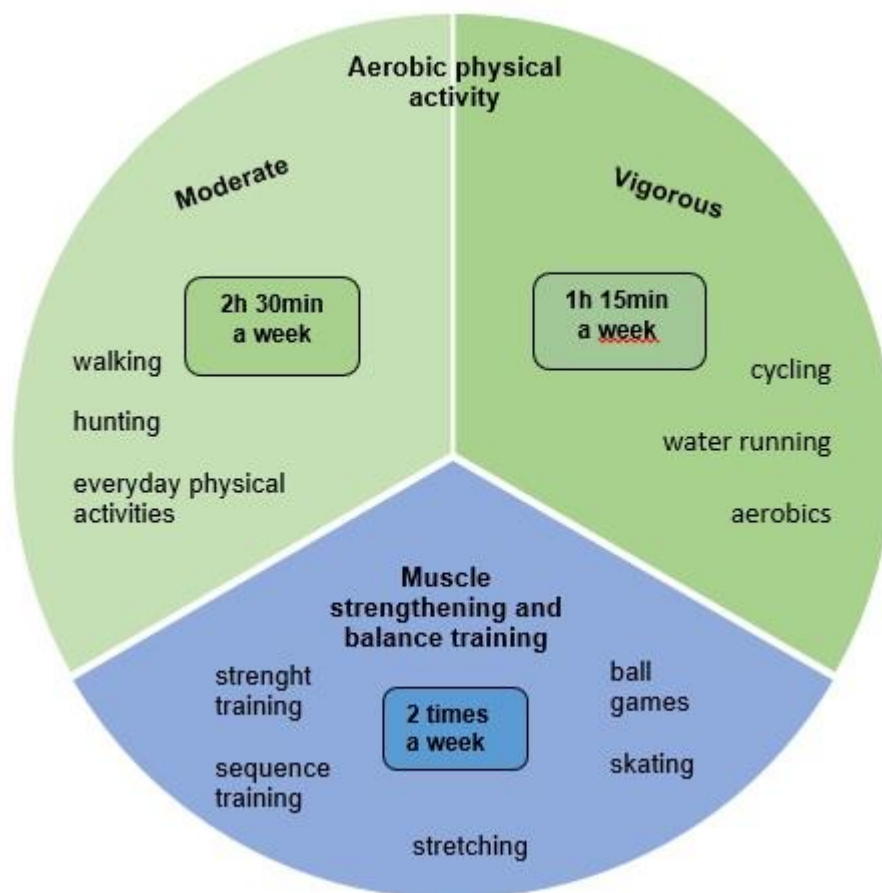 Aerobic physical
activity
Moderate
2h 30min
a week
walking
hunting
everyday physical
activities
Vigorous
1h 15min
a week
cycling
water running
aerobics
Muscle
strengthening and
balance training
strenght
training
sequence
training
2 times
a week
ball
games
skating
stretching